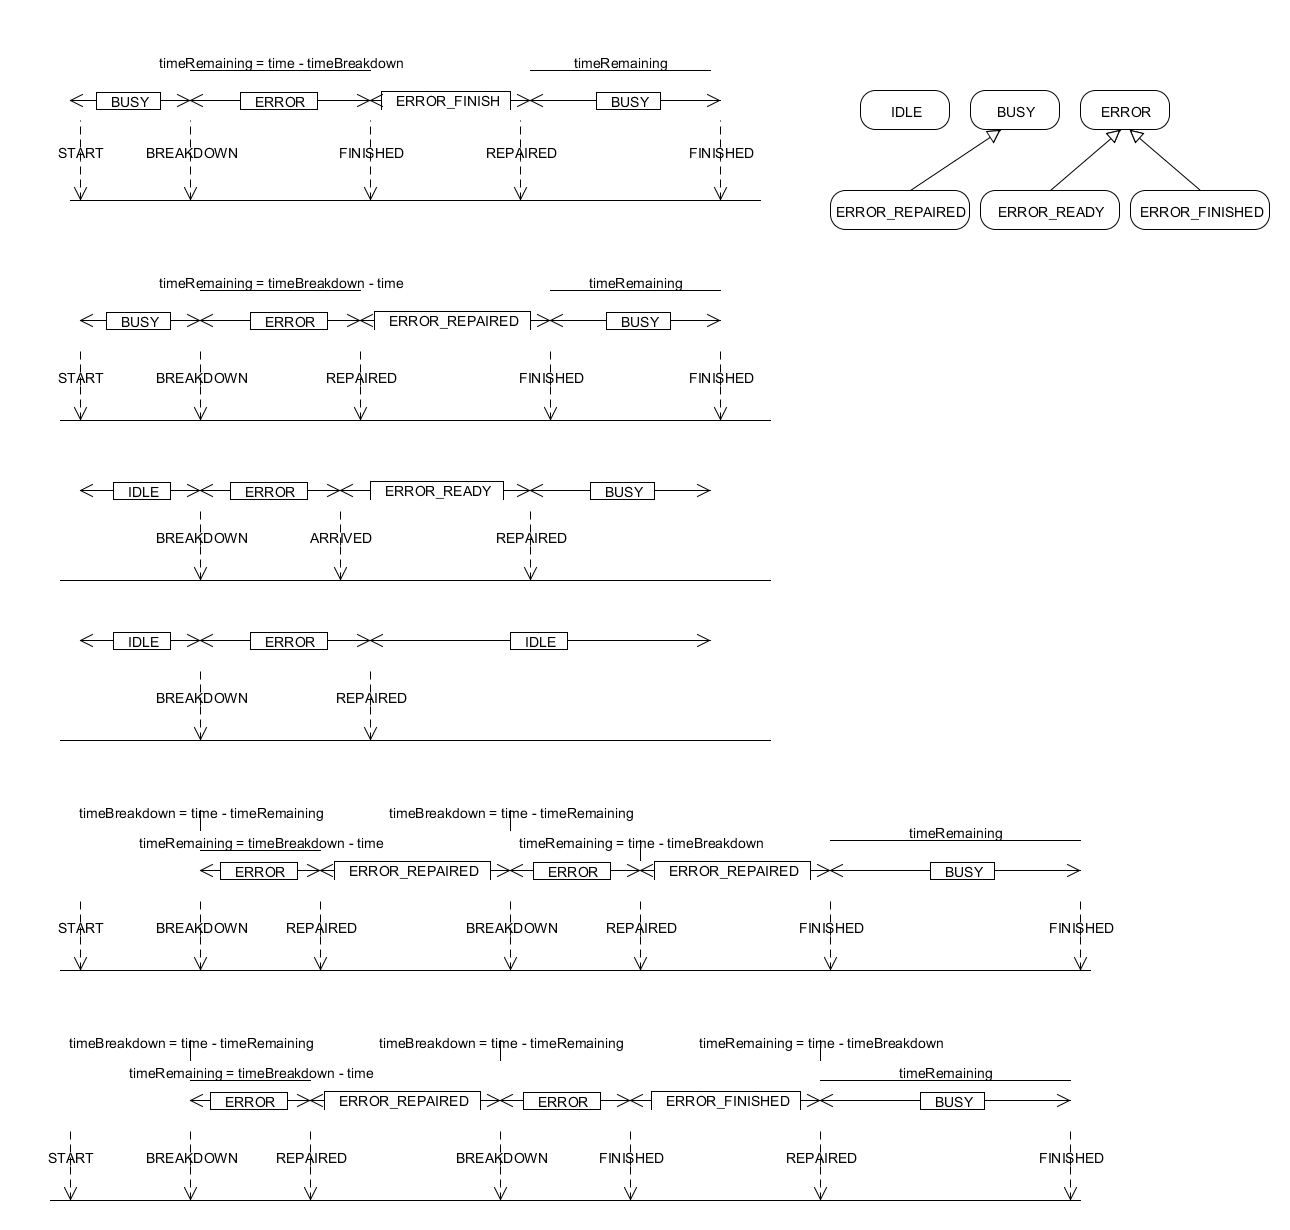 timeRemaining = time - timeBreakdown
timeRemaining
BUSY
ERROR
ERROR_FINISH
BUSY
START
BREAKDOWN
FINISHED
REPAIRED
FINISHED
IDLE
BUSY
ERROR
ERROR_REPAIRED
ERROR_READY
ERROR_FINISHED
timeRemaining = timeBreakdown - time
timeRemaining
BUSY
ERROR
ERROR_REPAIRED
BUSY
START
BREAKDOWN
REPAIRED
FINISHED
FINISHED
IDLE
ERROR
ERROR_READY
BUSY
BREAKDOWN
ARRIVED
REPAIRED
IDLE
ERROR
IDLE
BREAKDOWN
REPAIRED
timeBreakdown = time - timeRemaining
timeBreakdown = time - timeRemaining
timeRemaining = timeBreakdown - time
timeRemaining = time - timeBreakdown
timeRemaining
ERROR
ERROR_REPAIRED
ERROR
ERROR_REPAIRED
BUSY
START
BREAKDOWN
REPAIRED
BREAKDOWN
REPAIRED
FINISHED
FINISHED
timeBreakdown = time - timeRemaining
timeBreakdown = time - timeRemaining
timeRemaining = time - timeBreakdown
timeRemaining = timeBreakdown - time
timeRemaining
ERROR
ERROR_REPAIRED
ERROR
ERROR_FINISHED
BUSY
START
BREAKDOWN
REPAIRED
BREAKDOWN
FINISHED
REPAIRED
FINISHED